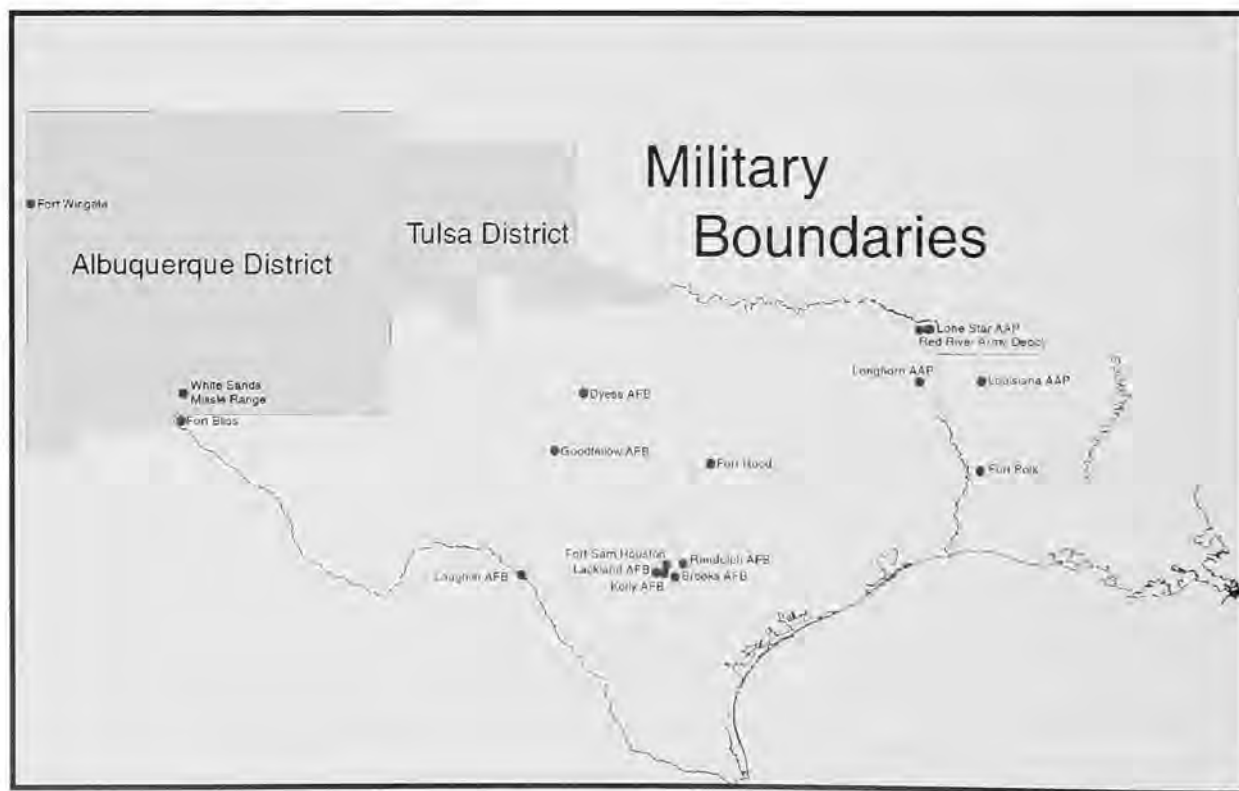 Military
Boundaries
Fort Wingate
Tulsa District
Albuquerque District
Lone Star AAP
Red River Army Depot
Longhorn AAP
Louisiana AAP
White Sands
Missle Range
Dyess AFB
Fort Bliss
Goodfellow AFB
Fort Hood
Fort Polk
Fort Sam Houston
Randolph AFB
Lackland AFB
Brooks AFB
Kelly AFB
Laughlin AFB